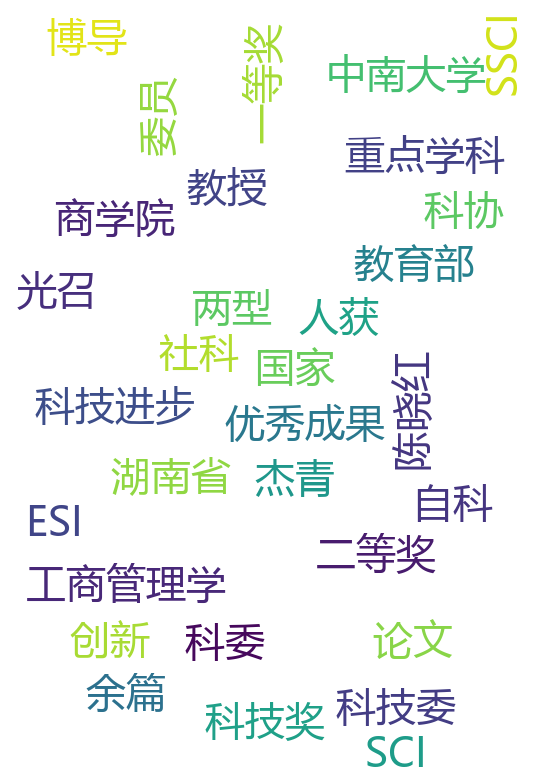 博导
一等奖
SSCI
中南大学
委员
重点学科
教授
商学院
科协
教育部
光召
两型
人获
社科
国家
科技进步
优秀成果
陈晓红
湖南省
杰青
自科
ESI
二等奖
工商管理学
创新
科委
论文
余篇
科技奖
科技委
SCI